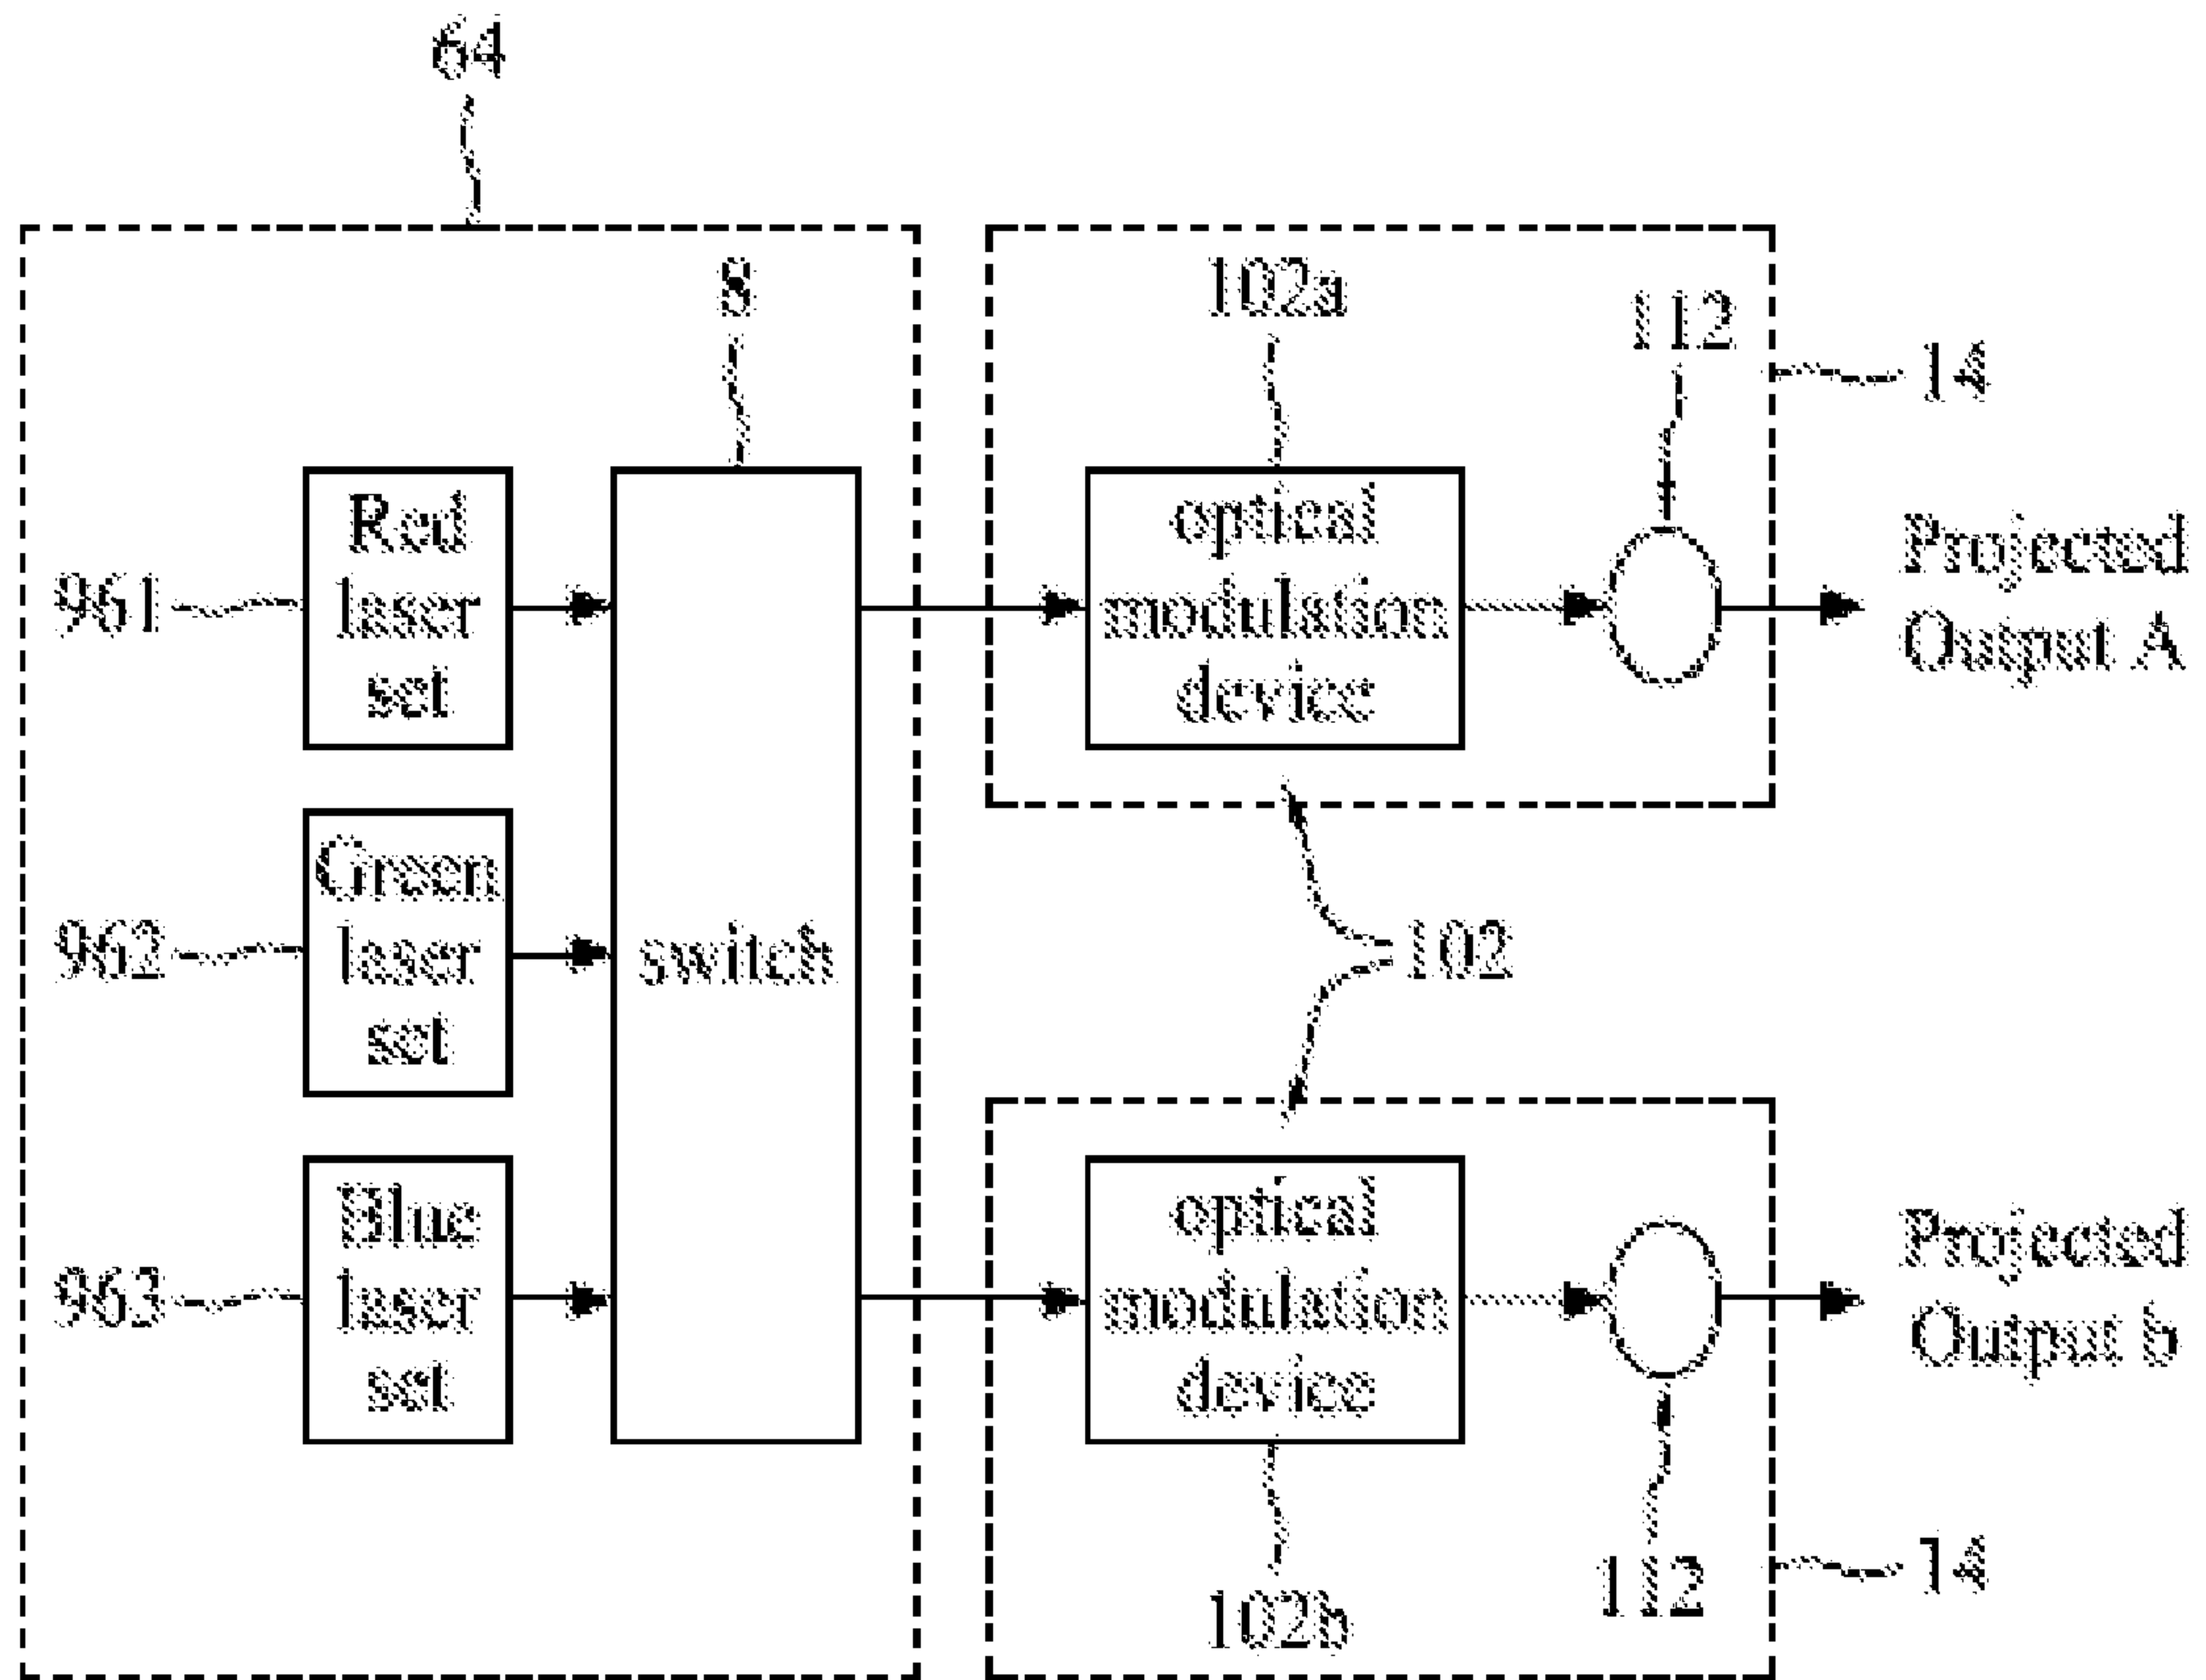 64
8
102a
112
14
Red
laser
set
optical
modulation
device
961
Projected
Output A
Green
laser
set
962
switch
102
Blue
laser
set
963
optical
modulation
device
Projected
Output b
102b
112
14